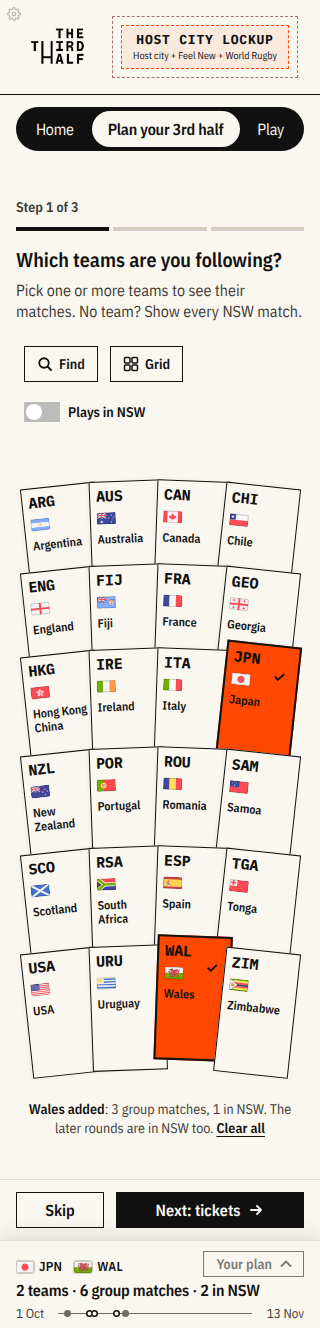 THE
THIRD
HALF
HOST CITY LOCKUP
Host city + Feel New + World Rugby
Home
Plan your 3rd half
Play
Step 1 of 3
Which teams are you following?
Pick one or more teams to see their
matches. No team? Show every NSW match.
Find
Grid
Plays in NSW
ARG
Argentina
AUS
Australia
CAN
Canada
CHI
Chile
ENG
England
FIJ
Fiji
FRA
France
GEO
Georgia
HKG
Hong Kong
China
IRE
Ireland
ITA
Italy
JPN
Japan
NZL
New
Zealand
POR
Portugal
ROU
Romania
SAM
Samoa
SCO
Scotland
RSA
South
Africa
ESP
Spain
TGA
Tonga
USA
USA
URU
Uruguay
WAL
Wales
ZIM
Zimbabwe
Wales added: 3 group matches, 1 in NSW. The
later rounds are in NSW too. Clear all
Skip
Next: tickets
JPN
WAL
Your plan
2 teams · 6 group matches · 2 in NSW
1 Oct
13 Nov